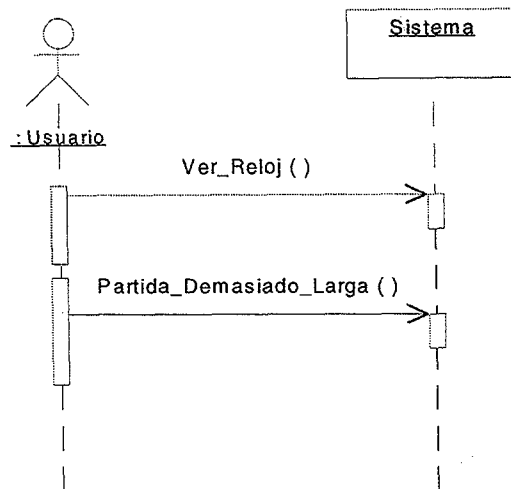 Sistema
: Usuario
Ver_Reloj ( )
Partida_Demasiado_Larga ( )